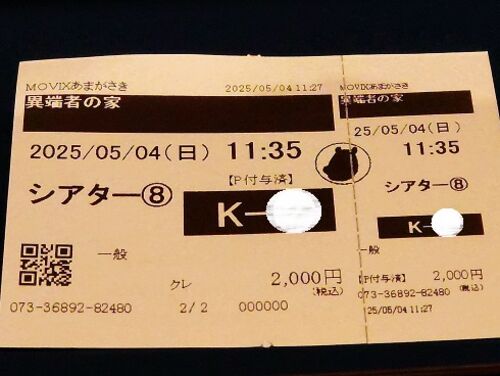 MOVIXあまがさき 2025/05/04 11:27
異端者の家
2025/05/04(日) 11:35
【P付与済】
シアター⑧
K-
一般
クレ 2,000円
(税込)
073-36892-82480 2/2 000000
MOVIXあまがさき
異端者の家
25/05/04(日)
11:35
シアター⑧
K-
一般
【P付与済】 2,000円
073-36892-82480 (税込)
25/05/04 11:27